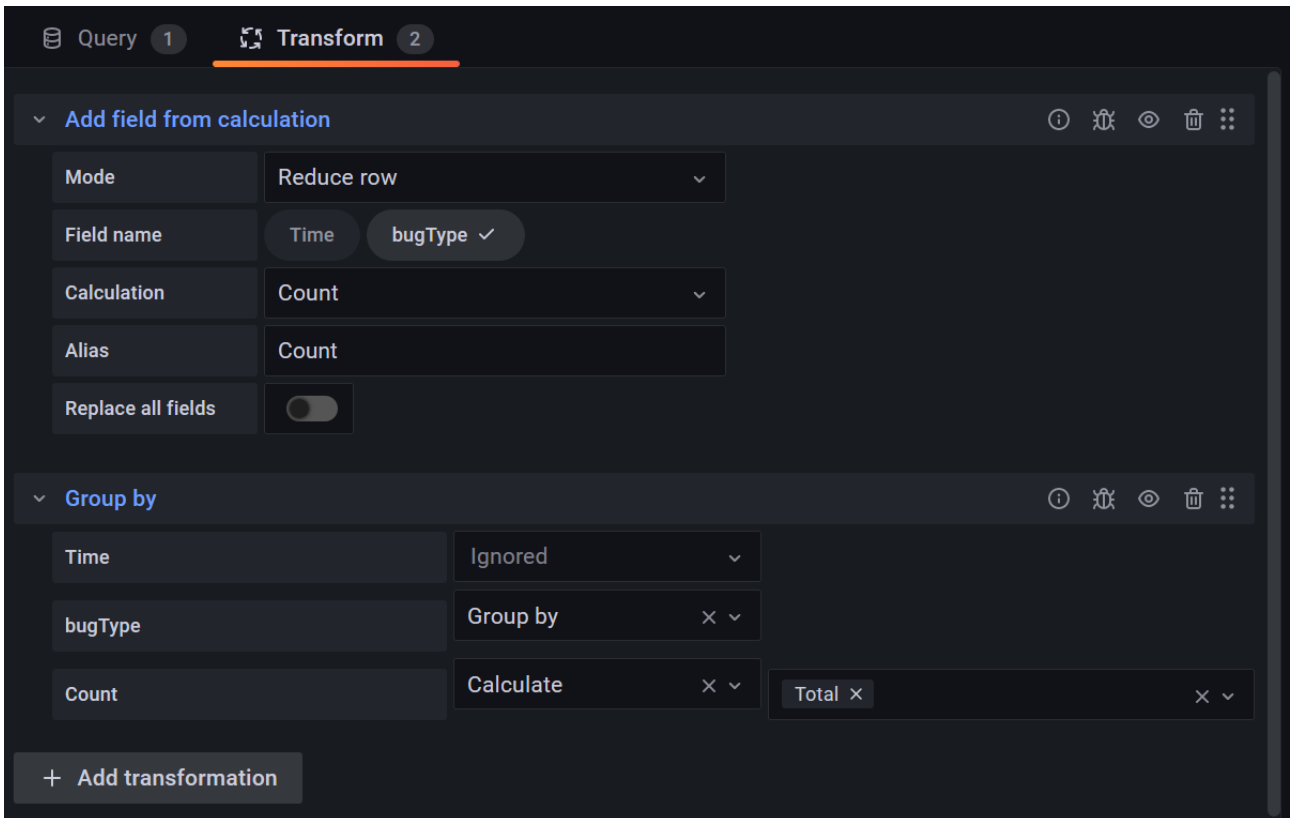 Query 1 Transform 2
Add field from calculation
Mode Reduce row
Field name Time bugType
Calculation Count
Alias Count
Replace all fields
Group by
Time Ignored
bugType Group by
Count Calculate Total
+ Add transformation